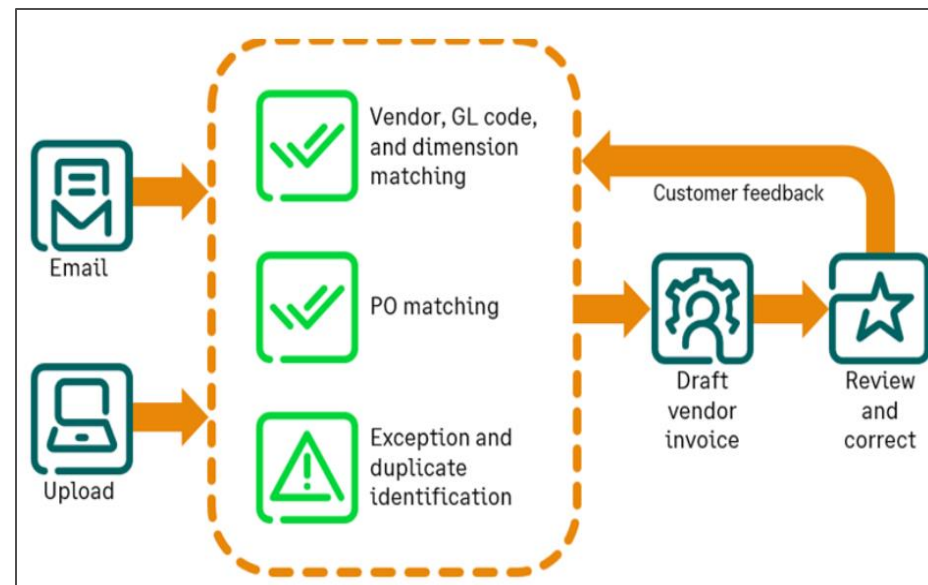 Email
Upload
Vendor, GL code,
and dimension
matching
PO matching
Exception and
duplicate
identification
Customer feedback
Draft
vendor
invoice
Review
and
correct